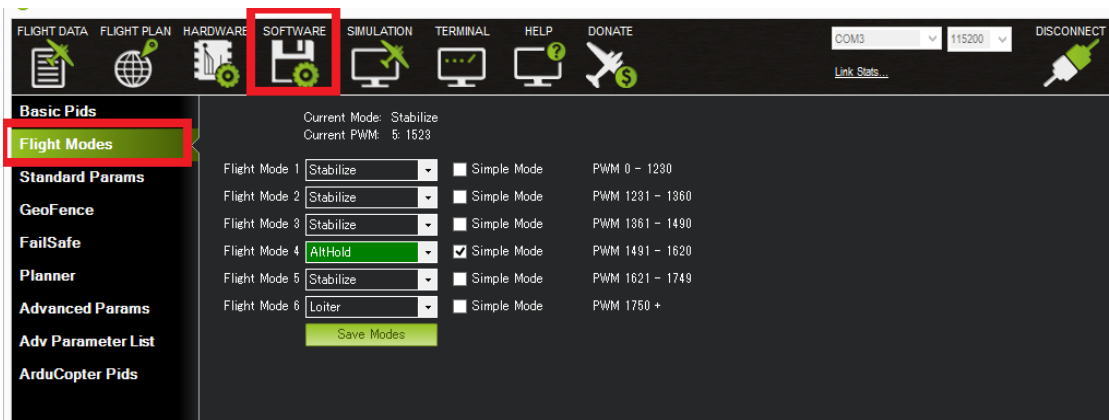 FLIGHT DATA FLIGHT PLAN HARDWARE SOFTWARE SIMULATION TERMINAL HELP DONATE COM3 115200 DISCONNECT
Link Stats...
Basic Pids
Flight Modes
Standard Params
GeoFence
FailSafe
Planner
Advanced Params
Adv Parameter List
ArduCopter Pids
Current Mode: Stabilize
Current PWM: 5: 1523
Flight Mode 1 Stabilize Simple Mode PWM 0 - 1230
Flight Mode 2 Stabilize Simple Mode PWM 1231 - 1360
Flight Mode 3 Stabilize Simple Mode PWM 1361 - 1490
Flight Mode 4 AltHold Simple Mode PWM 1491 - 1620
Flight Mode 5 Stabilize Simple Mode PWM 1621 - 1749
Flight Mode 6 Loiter Simple Mode PWM 1750 +
Save Modes